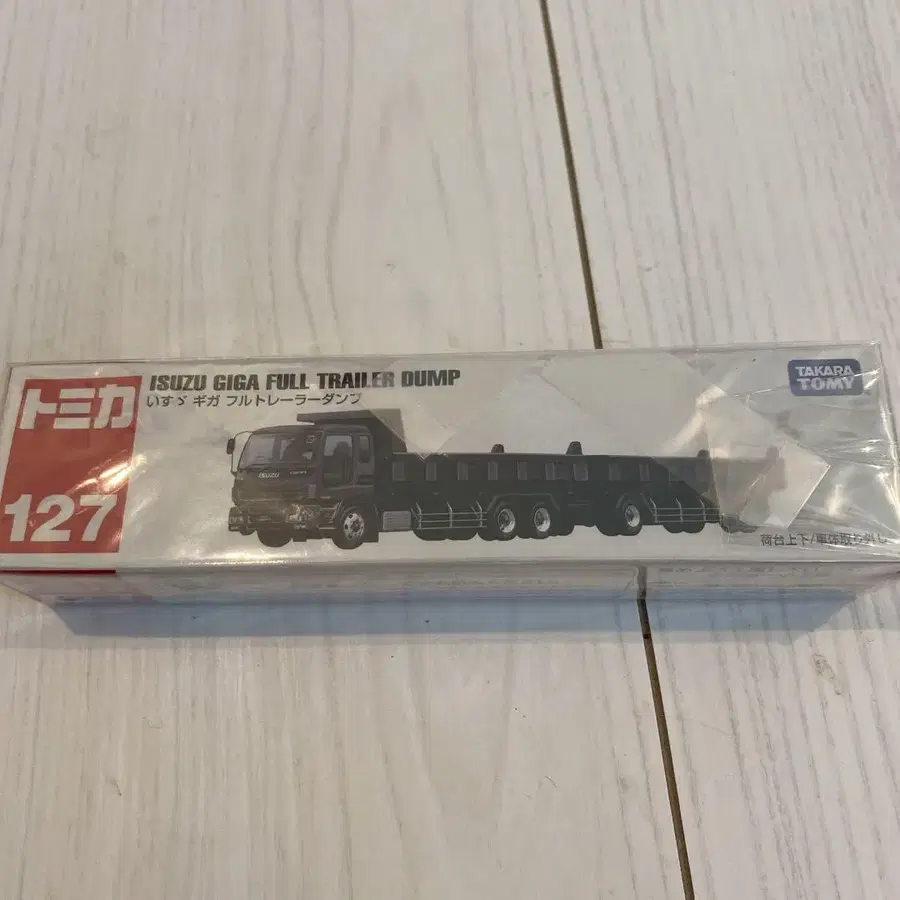 トミカ
127
ISUZU GIGA FULL TRAILER DUMP
いすゞ ギガ フルトレーラーダンプ
TAKARA
TOMY
荷台上下/車体取り外し